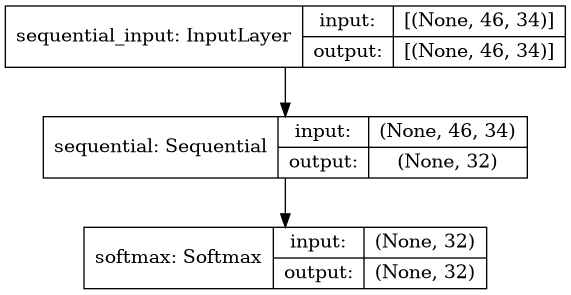 sequential_input: InputLayer
input:
[(None, 46, 34)]
output:
[(None, 46, 34)]
sequential: Sequential
input:
(None, 46, 34)
output:
(None, 32)
softmax: Softmax
input:
(None, 32)
output:
(None, 32)